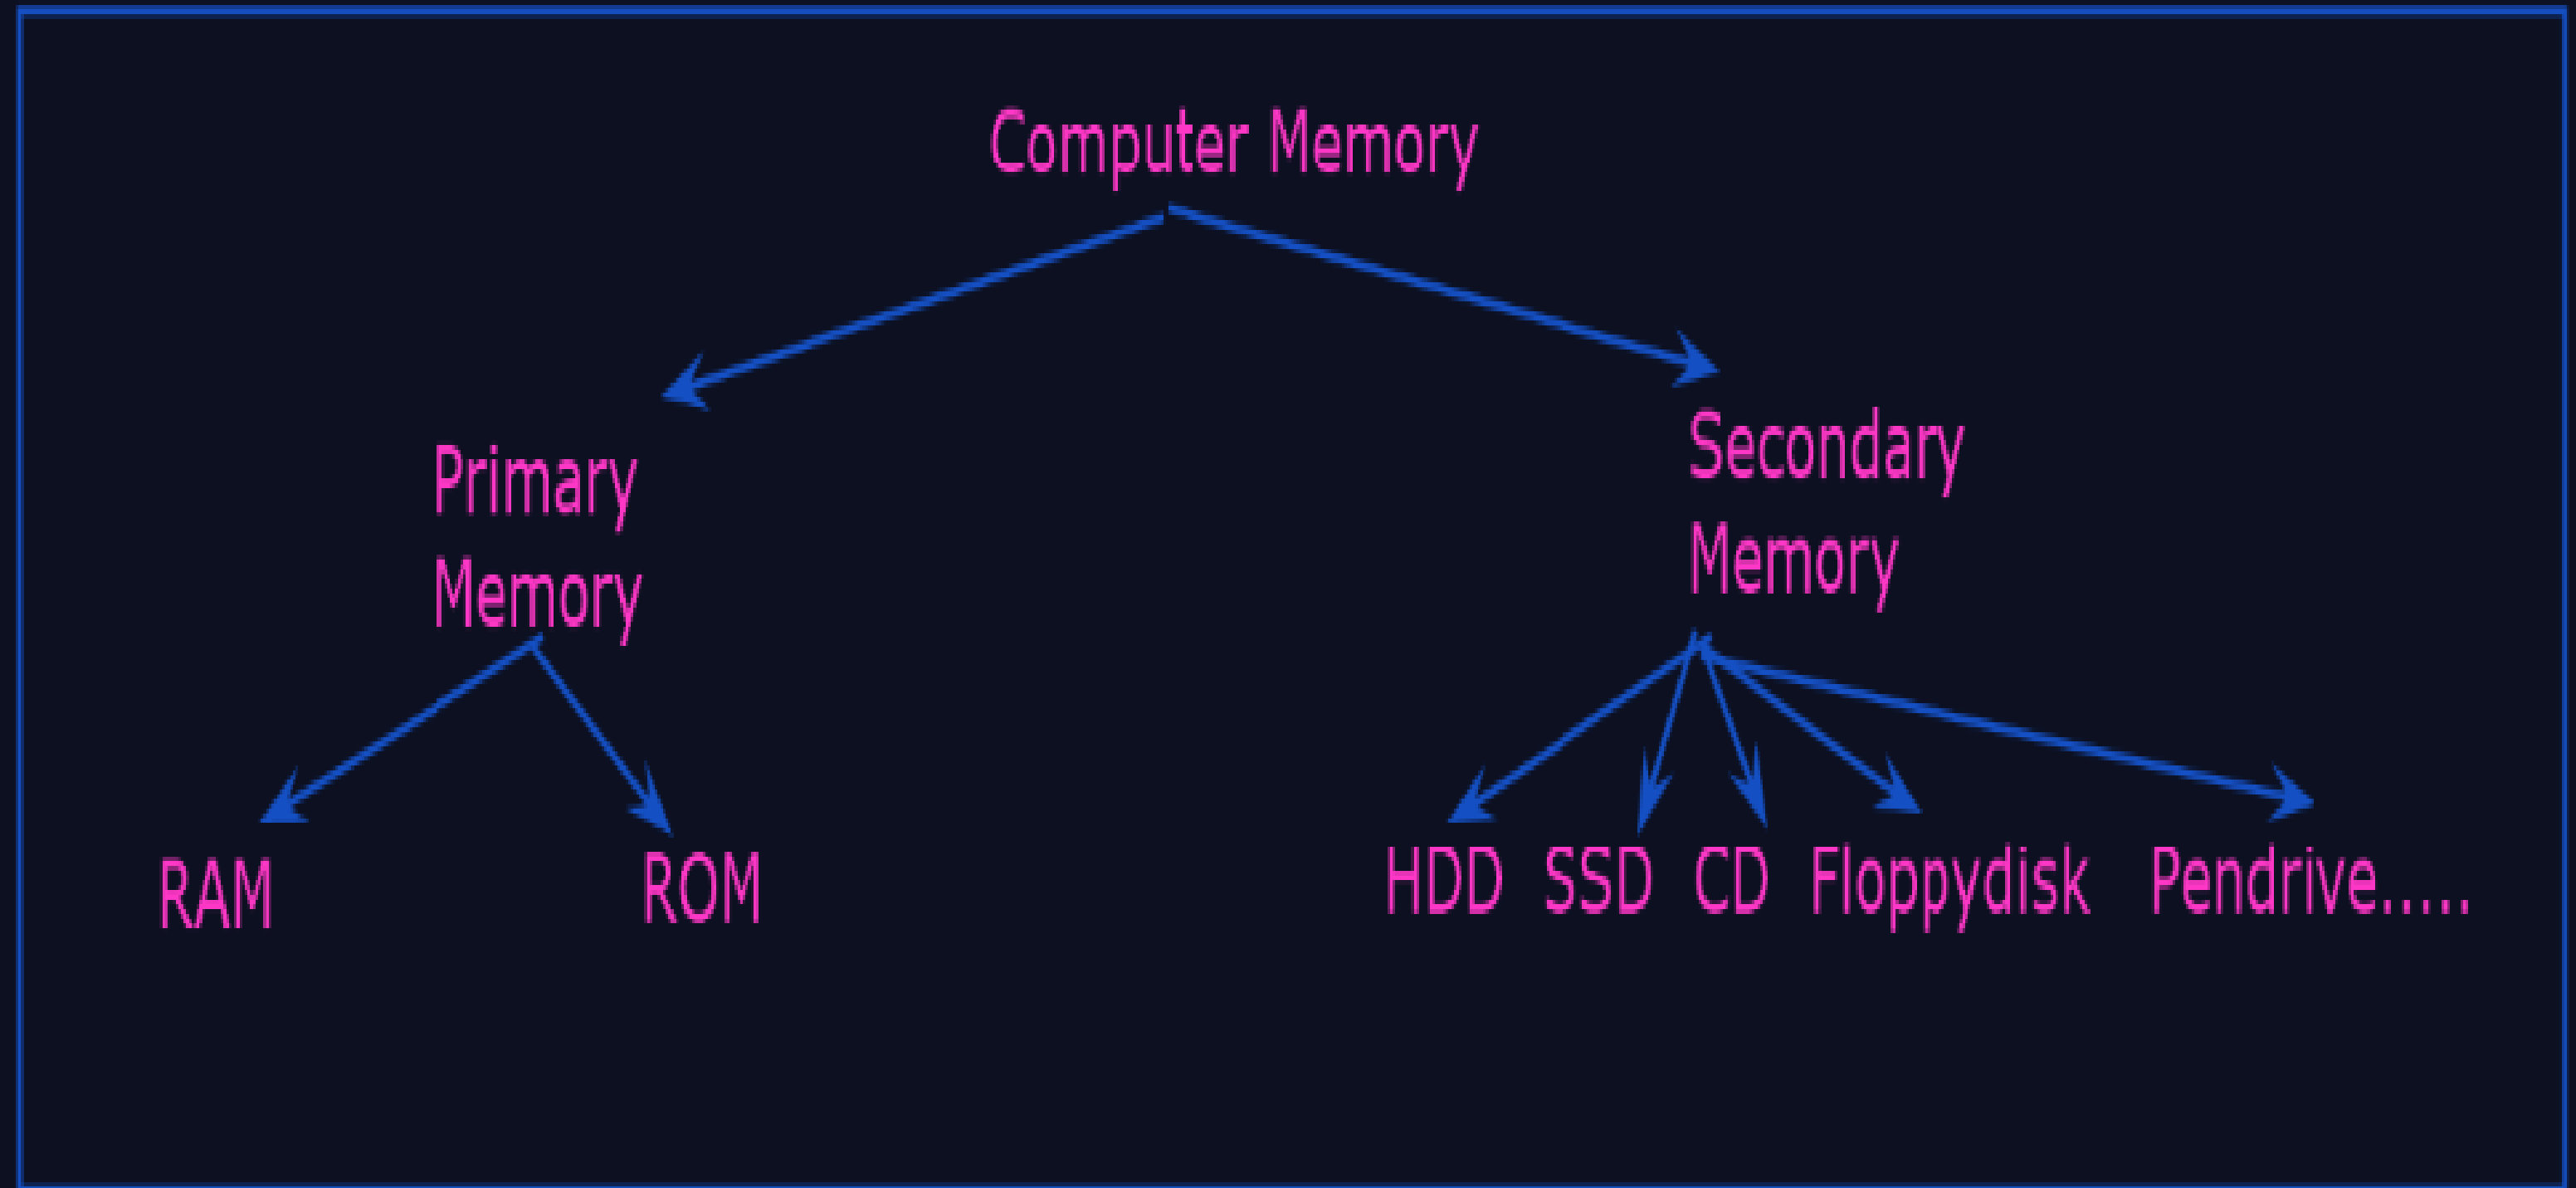 Computer Memory
Primary
Memory
Secondary
Memory
RAM
ROM
HDD SSD CD Floppydisk Pendrive.....